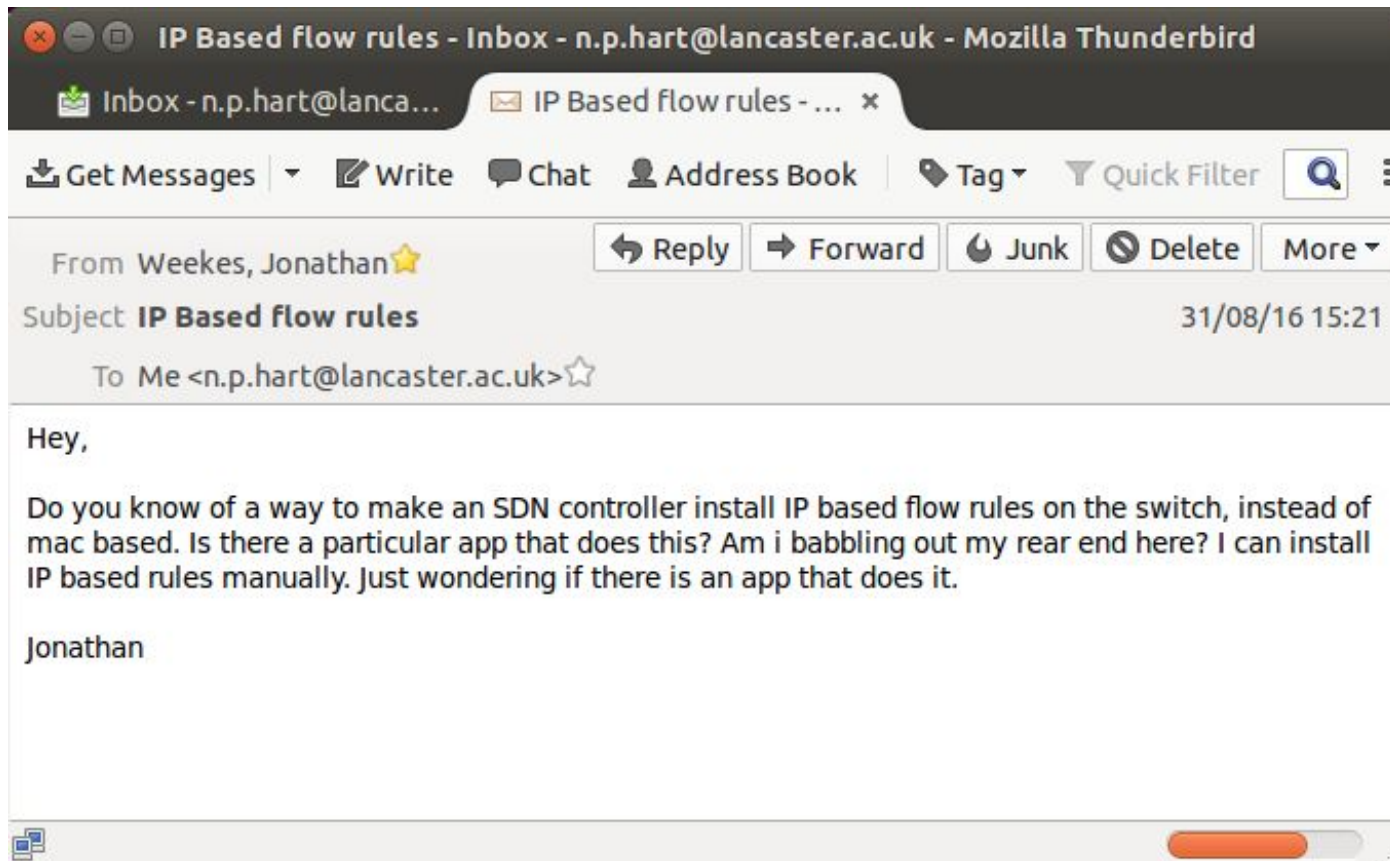 IP Based flow rules - Inbox - n.p.hart@lancaster.ac.uk - Mozilla Thunderbird
Inbox - n.p.hart@lanca... IP Based flow rules - ...
Get Messages Write Chat Address Book Tag Quick Filter
From Weekes, Jonathan Reply Forward Junk Delete More
Subject IP Based flow rules 31/08/16 15:21
To Me <n.p.hart@lancaster.ac.uk>
Hey,
Do you know of a way to make an SDN controller install IP based flow rules on the switch, instead of
mac based. Is there a particular app that does this? Am i babbling out my rear end here? I can install
IP based rules manually. Just wondering if there is an app that does it.
Jonathan